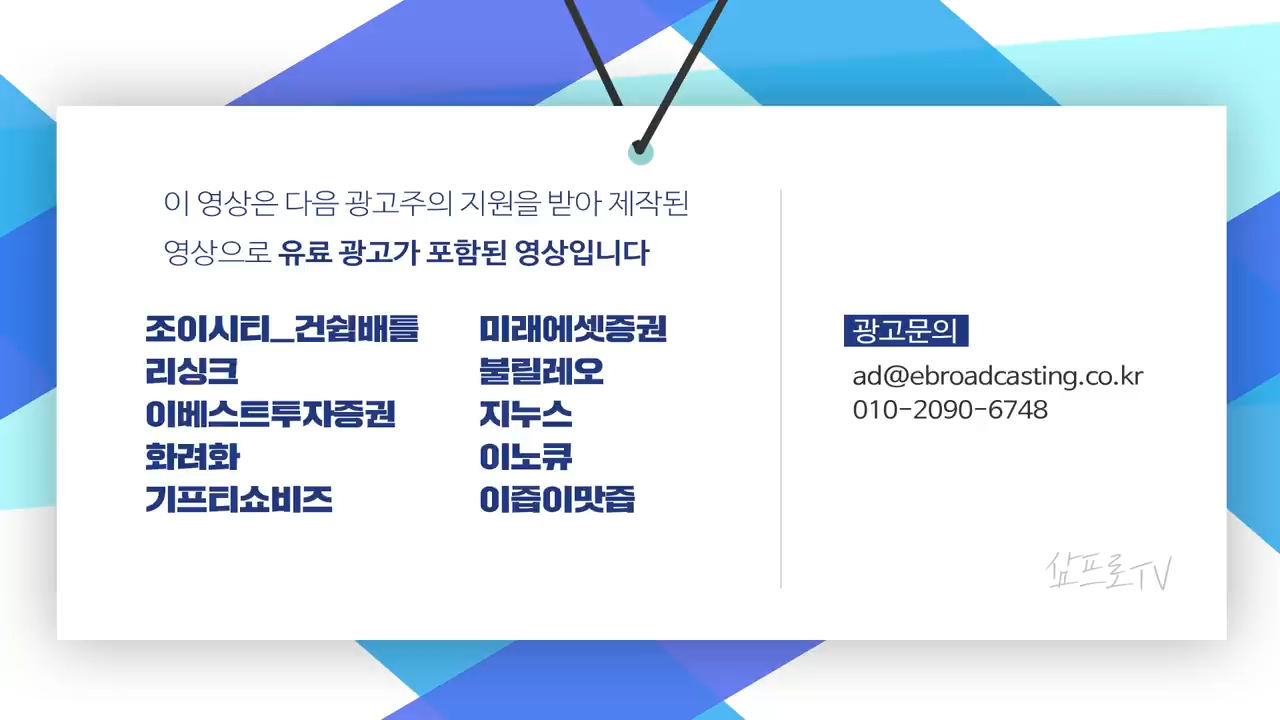 이 영상은 다음 광고주의 지원을 받아 제작된
영상으로 유료 광고가 포함된 영상입니다
조이시티_건쉽배틀
리싱크
이베스트투자증권
화려화
기프티쇼비즈
미래에셋증권
불릴레오
지누스
이노큐
이즙이맛즙
광고문의
ad@ebroadcasting.co.kr
010-2090-6748
삼프로TV